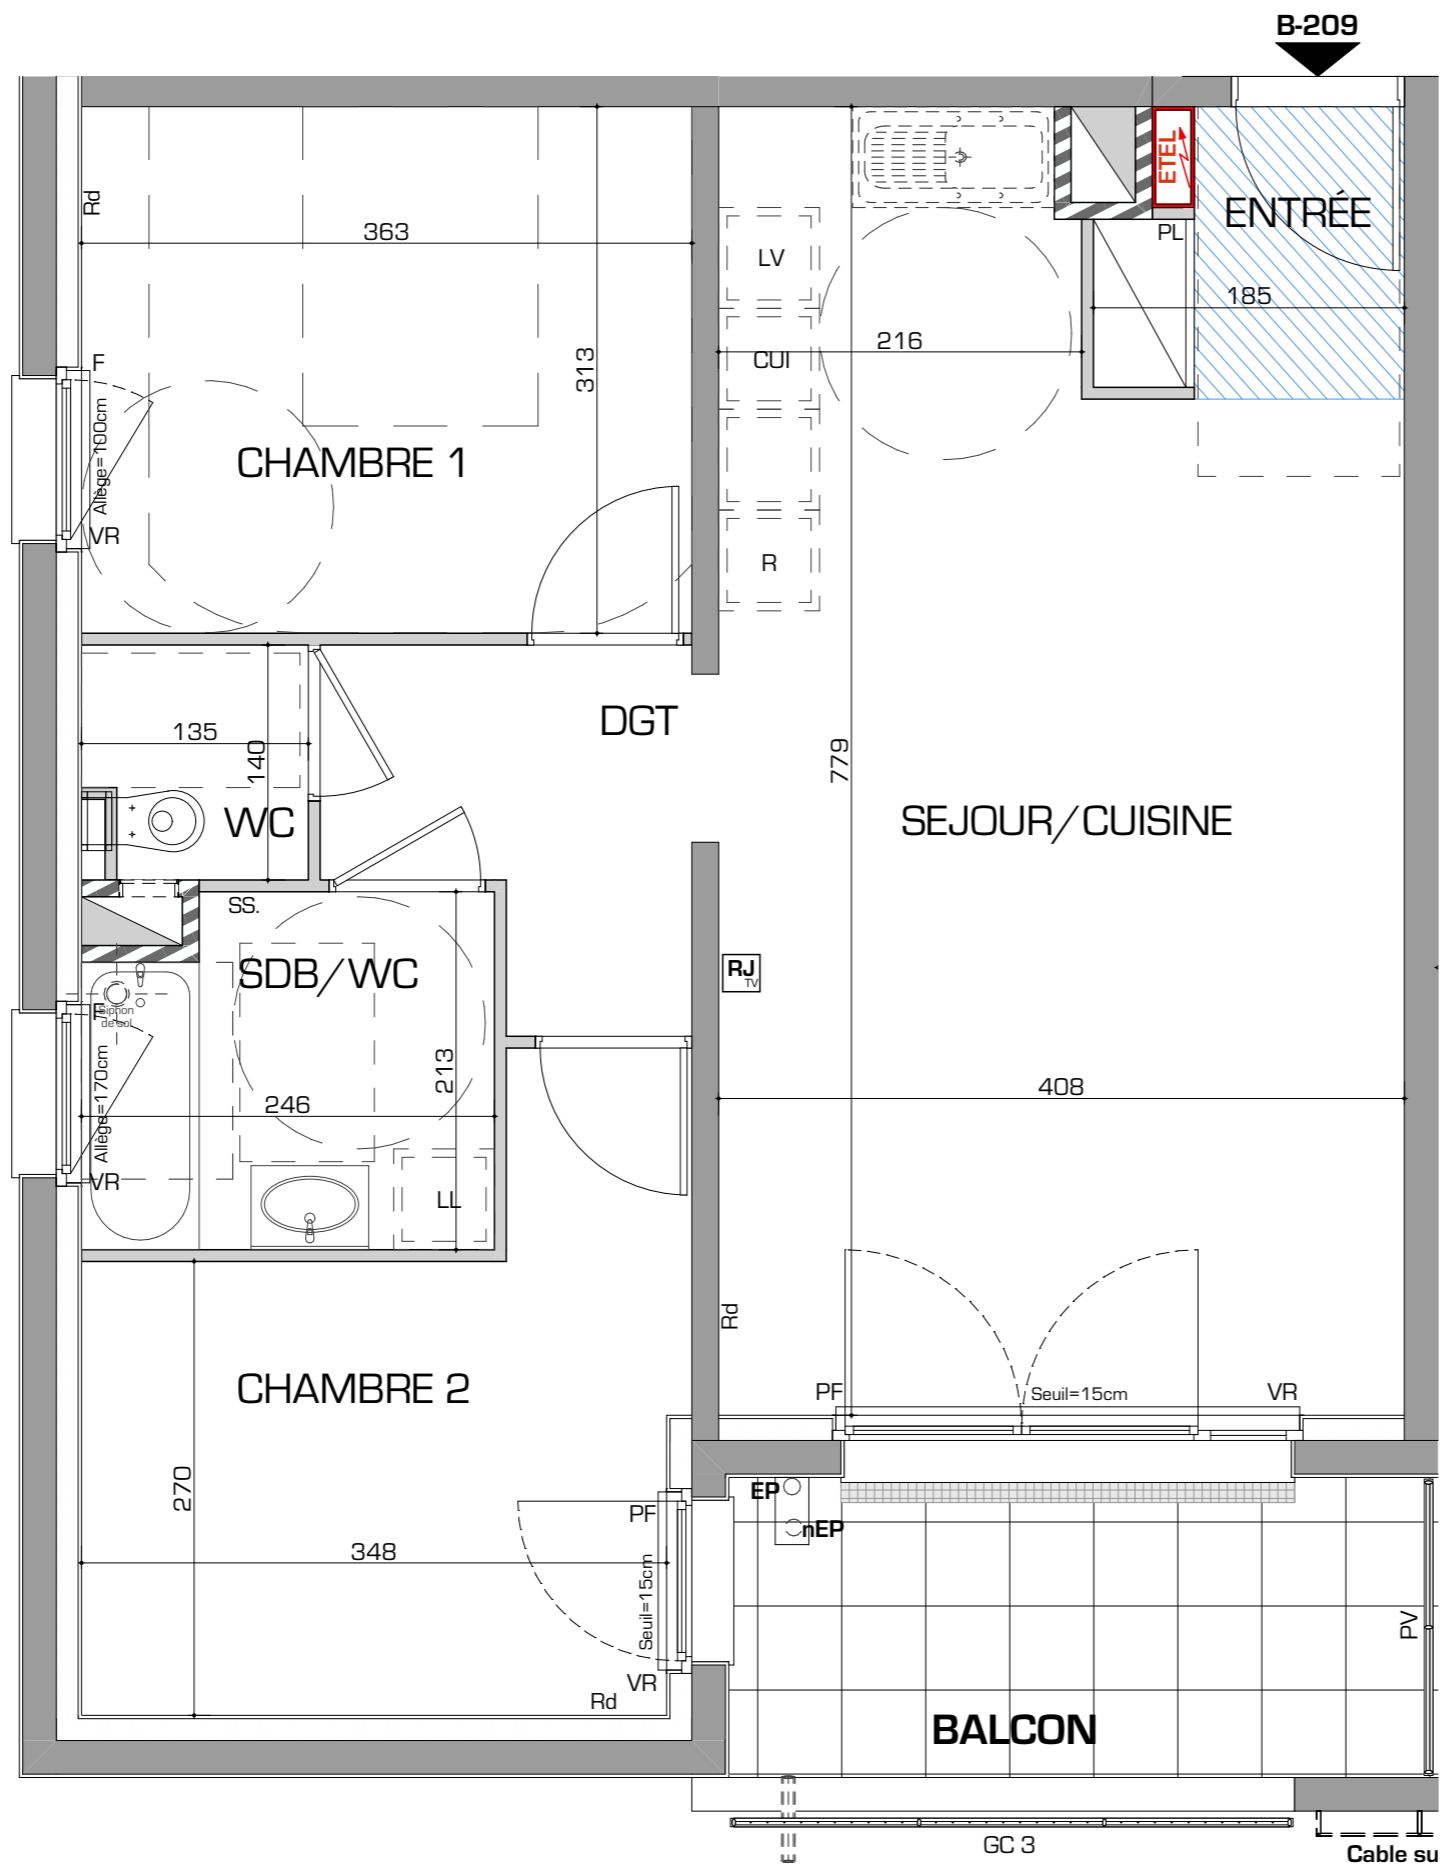 B-209
ETEL
ENTRÉE
Rd
363
LV
PL
185
216
CUI
313
F
Allège=100cm
CHAMBRE 1
VR
R
DGT
135
140
779
WC
SEJOUR/CUISINE
SS.
SDB/WC
RJ
TV
F
Siphon
de sol
Allège=170cm
213
246
408
VR
LL
Rd
CHAMBRE 2
PF
Seuil=15cm
VR
270
EP
PF
nEP
348
Seuil=15cm
PV
VR
Rd
BALCON
GC 3
Cable su